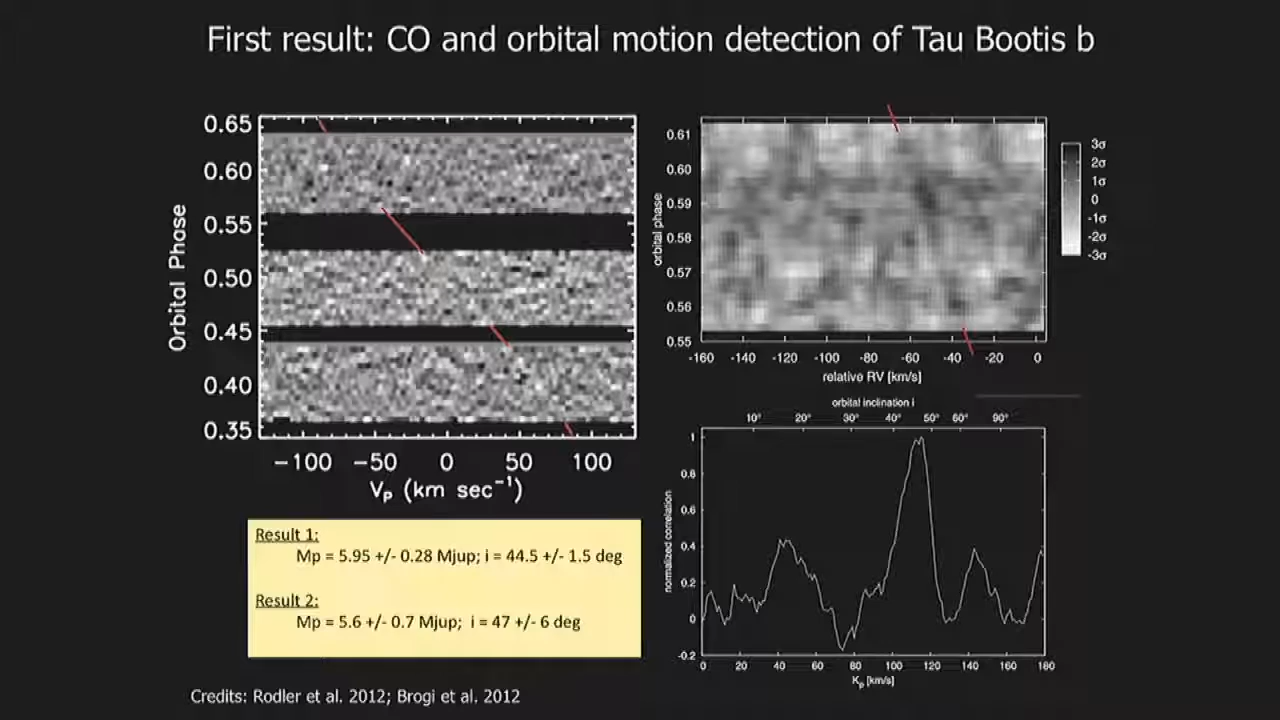 First result: CO and orbital motion detection of Tau Bootis b
0.65
0.60
0.55
0.50
0.45
0.40
0.35
Orbital Phase
−100 −50 0 50 100
Vₚ (km sec⁻¹)
0.61
0.60
0.59
0.58
0.57
0.56
0.55
orbital phase
-160 -140 -120 -100 -80 -60 -40 -20 0
relative RV [km/s]
3σ
2σ
1σ
0
-1σ
-2σ
-3σ
orbital inclination i
10° 20° 30° 40° 50° 60° 90°
1
0.8
0.6
0.4
0.2
0
-0.2
normalized correlation
0 20 40 60 80 100 120 140 160 180
Kₚ [km/s]
Result 1:
Mp = 5.95 +/- 0.28 Mjup; i = 44.5 +/- 1.5 deg
Result 2:
Mp = 5.6 +/- 0.7 Mjup; i = 47 +/- 6 deg
Credits: Rodler et al. 2012; Brogi et al. 2012